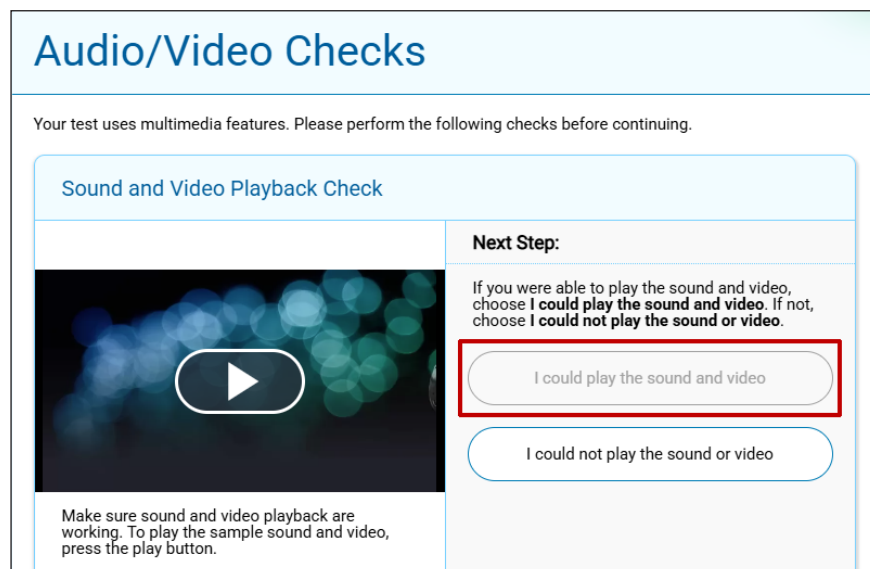 Audio/Video Checks
Your test uses multimedia features. Please perform the following checks before continuing.
Sound and Video Playback Check
Make sure sound and video playback are
working. To play the sample sound and video,
press the play button.
Next Step:
If you were able to play the sound and video,
choose I could play the sound and video. If not,
choose I could not play the sound or video.
I could play the sound and video
I could not play the sound or video